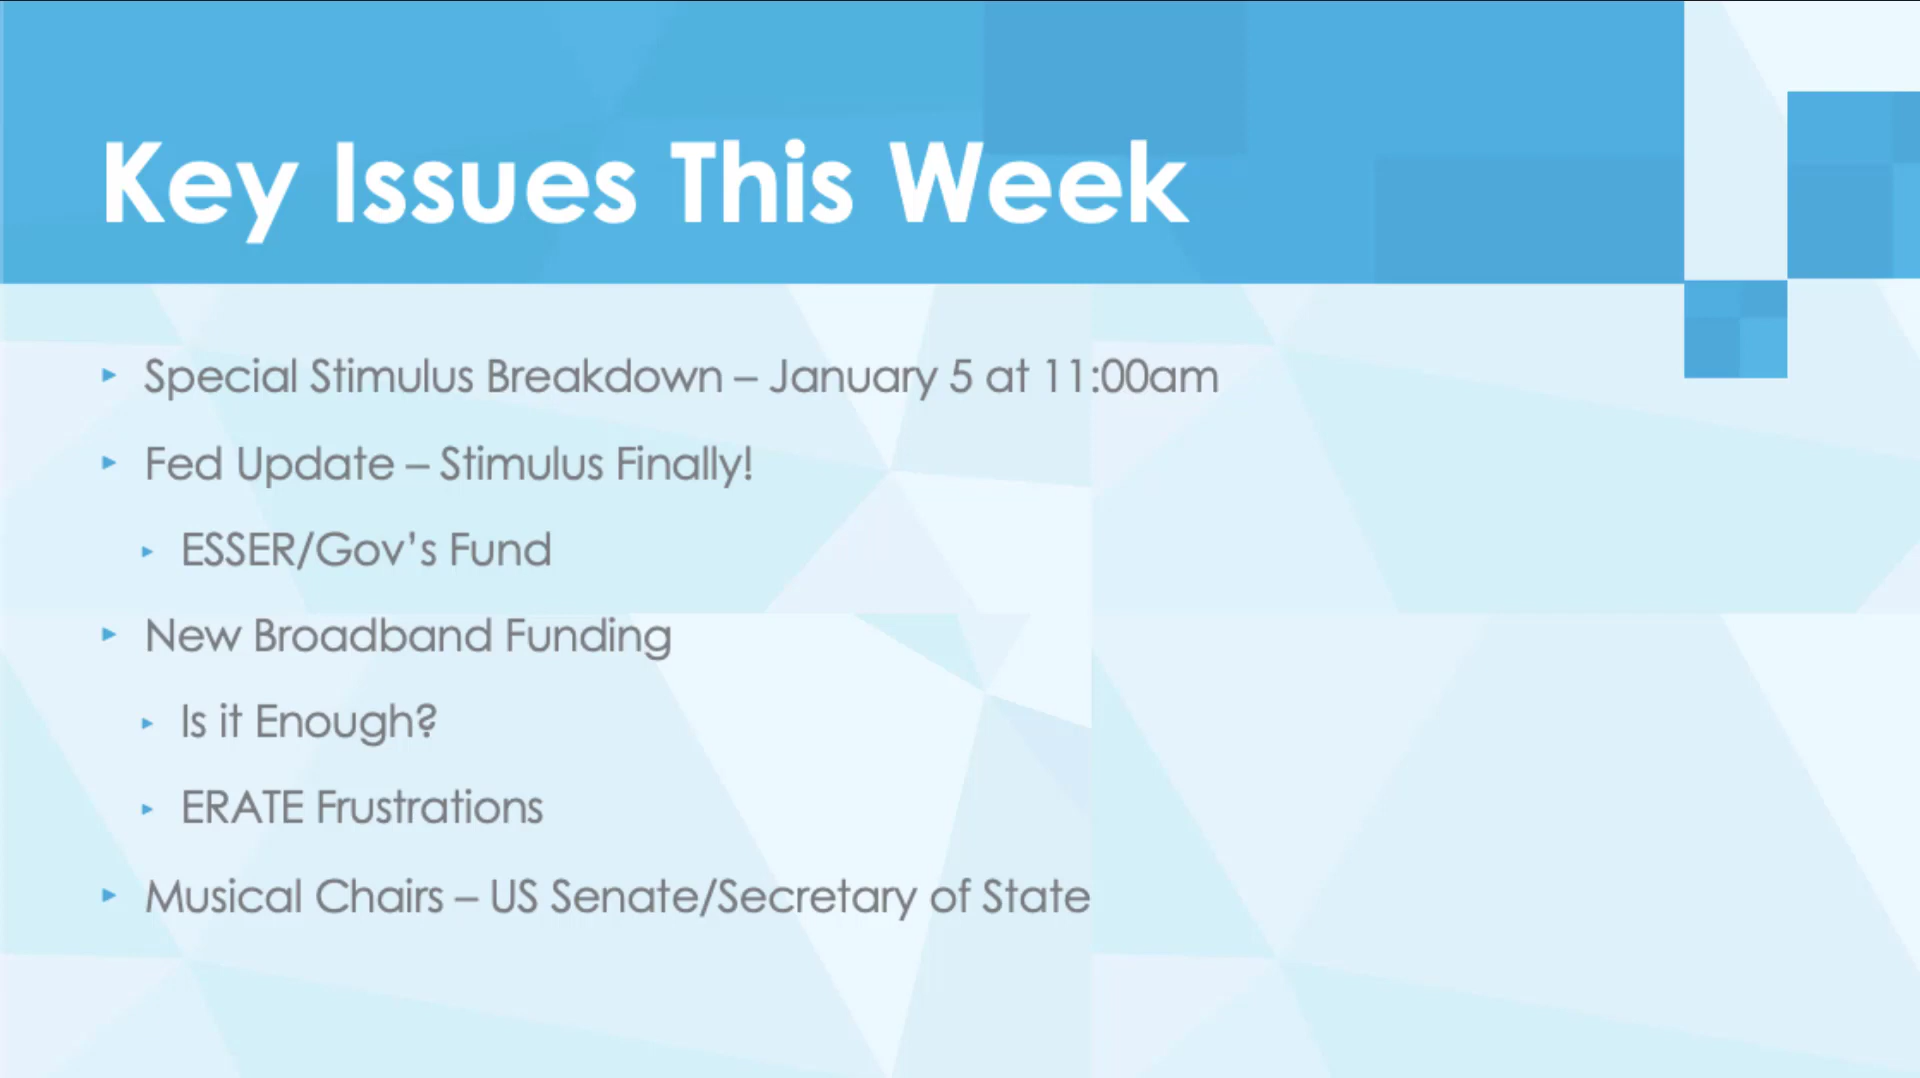 Key Issues This Week
Special Stimulus Breakdown – January 5 at 11:00am
Fed Update – Stimulus Finally!
ESSER/Gov’s Fund
New Broadband Funding
Is it Enough?
ERATE Frustrations
Musical Chairs – US Senate/Secretary of State